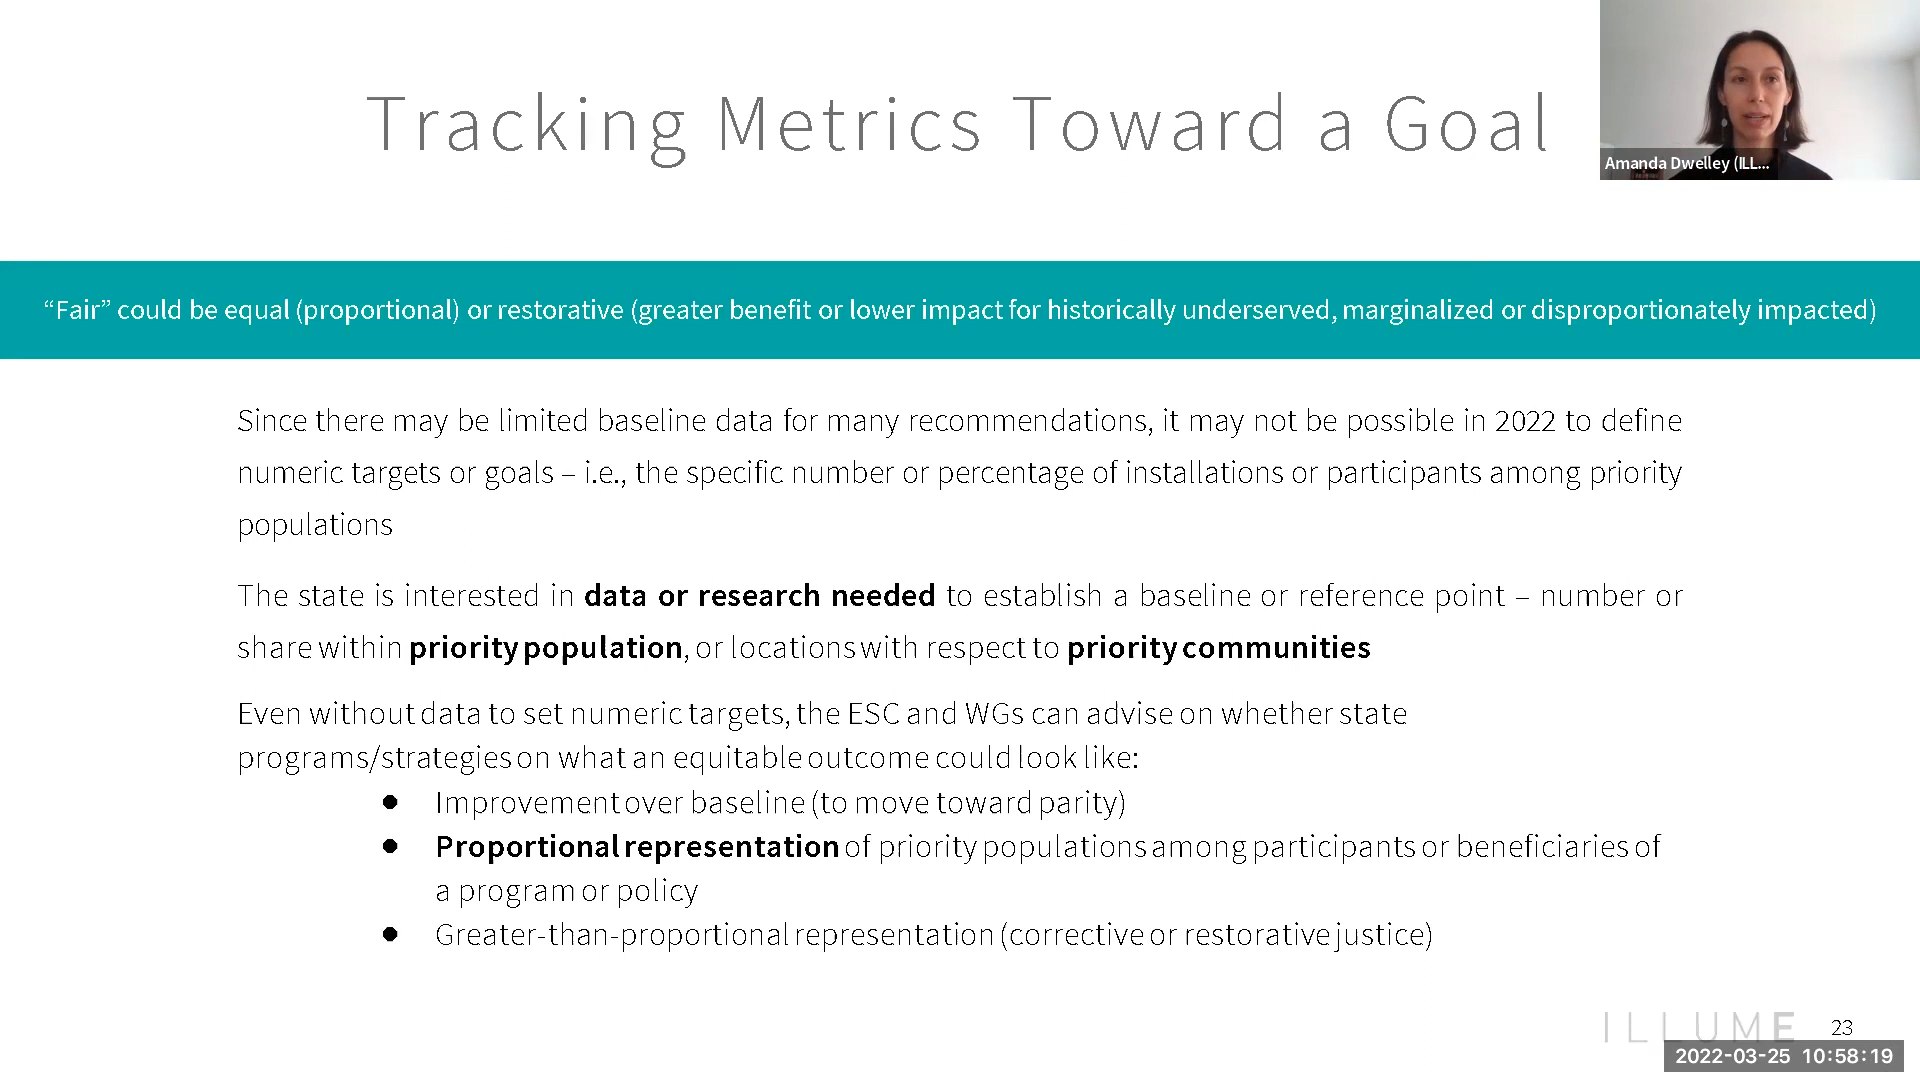 Tracking Metrics Toward a Goal
Amanda Dwelley (ILL...
“Fair” could be equal (proportional) or restorative (greater benefit or lower impact for historically underserved, marginalized or disproportionately impacted)
Since there may be limited baseline data for many recommendations, it may not be possible in 2022 to define
numeric targets or goals – i.e., the specific number or percentage of installations or participants among priority
populations
The state is interested in data or research needed to establish a baseline or reference point – number or
share within priority population, or locations with respect to priority communities
Even without data to set numeric targets, the ESC and WGs can advise on whether state
programs/strategies on what an equitable outcome could look like:
● Improvement over baseline (to move toward parity)
● Proportional representation of priority populations among participants or beneficiaries of
a program or policy
● Greater-than-proportional representation (corrective or restorative justice)
ILLUME
23
2022-03-25 10:58:19